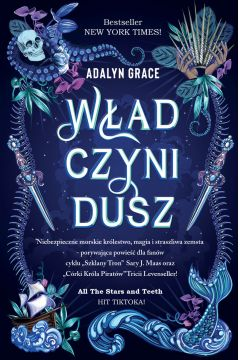 Bestseller
NEW YORK TIMES!
ADALYN GRACE
WŁAD
CZYNI
DUSZ
"Niebezpieczne morskie królestwo, magia i straszliwa zemsta
- porywająca powieść dla fanów
cyklu „Szklany Tron" Sary J. Maas oraz
„Córki Króla Piratów" Tricii Levenseller!
All The Stars and Teeth
HIT TIKTOKA!